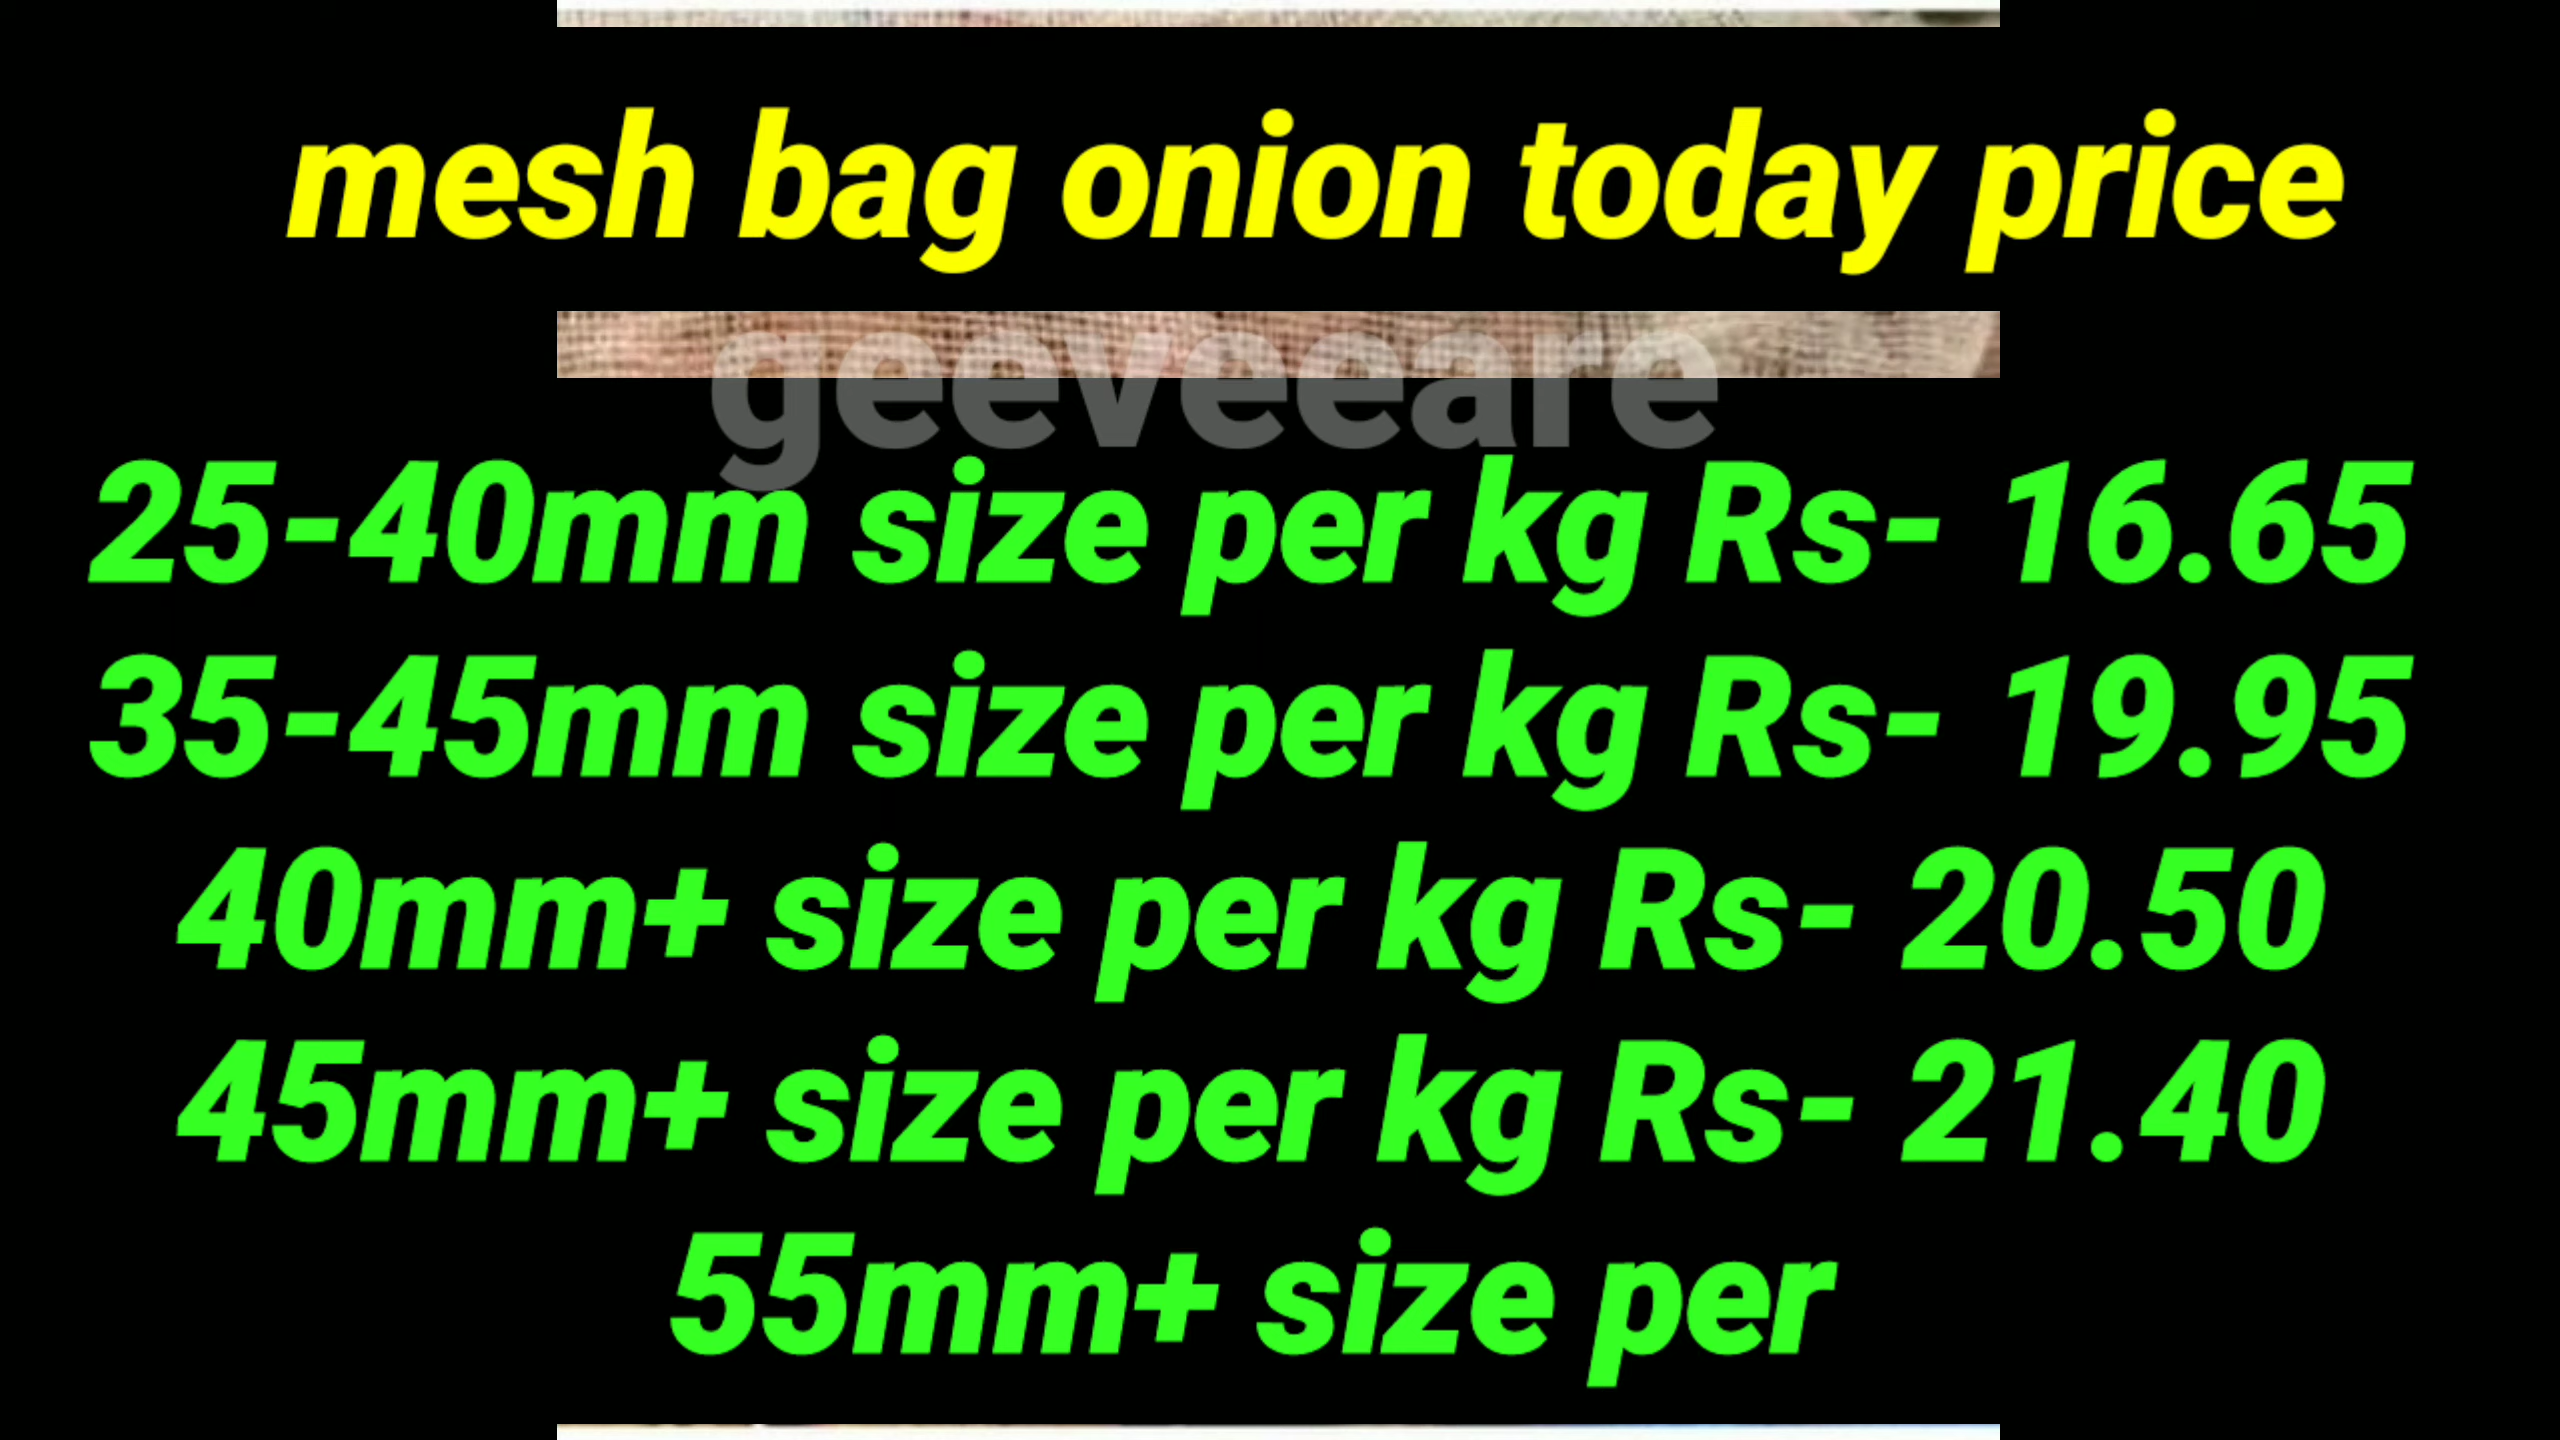 mesh bag onion today price
geeveeare
25-40mm size per kg Rs- 16.65
35-45mm size per kg Rs- 19.95
40mm+ size per kg Rs- 20.50
45mm+ size per kg Rs- 21.40
55mm+ size per